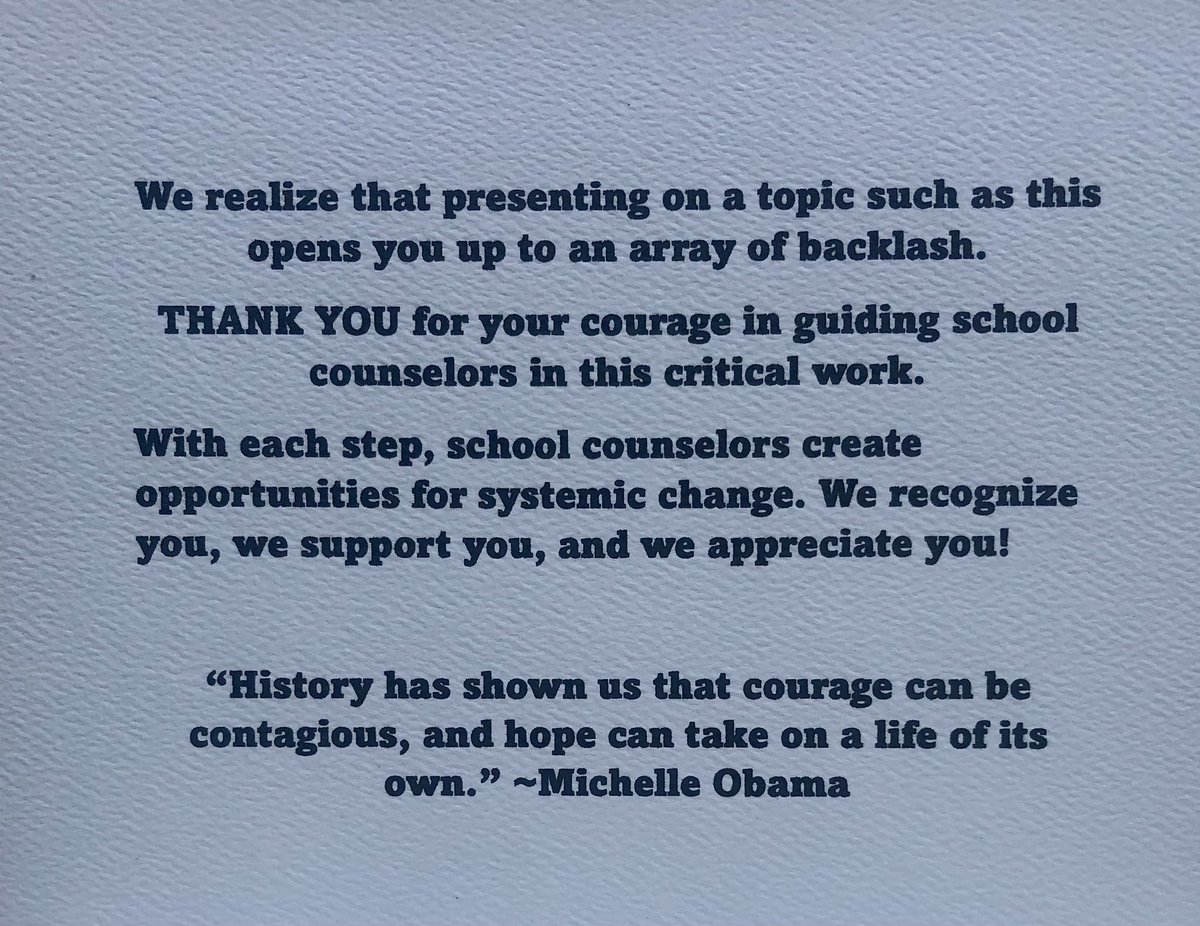 We realize that presenting on a topic such as this
opens you up to an array of backlash.
THANK YOU for your courage in guiding school
counselors in this critical work.
With each step, school counselors create
opportunities for systemic change. We recognize
you, we support you, and we appreciate you!
“History has shown us that courage can be
contagious, and hope can take on a life of its
own.” ~Michelle Obama